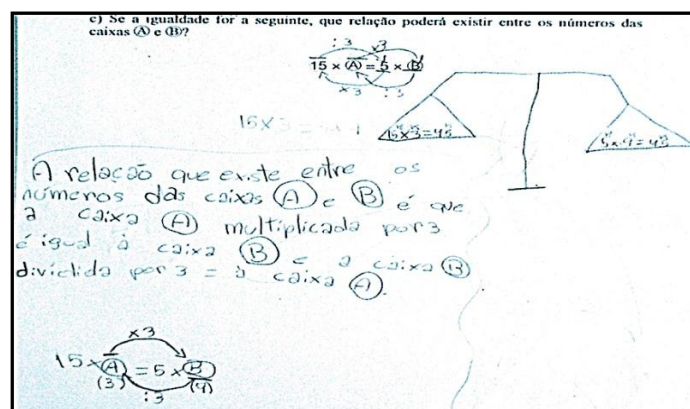 c) Se a igualdade for a seguinte, que relação poderá existir entre os números das
caixas Ⓐ e Ⓑ?
:3 x3
15 × Ⓐ = 5 × Ⓑ
x3 :3
15 x 3
15x3=45
5x9=45
A relação que existe entre os
números das caixas Ⓐ e Ⓑ é que
a caixa Ⓐ multiplicada por 3
é igual à caixa Ⓑ e a caixa Ⓑ
dividida por 3 = à caixa Ⓐ.
x3
15 x Ⓐ = 5 x Ⓑ
(3) (9)
:3